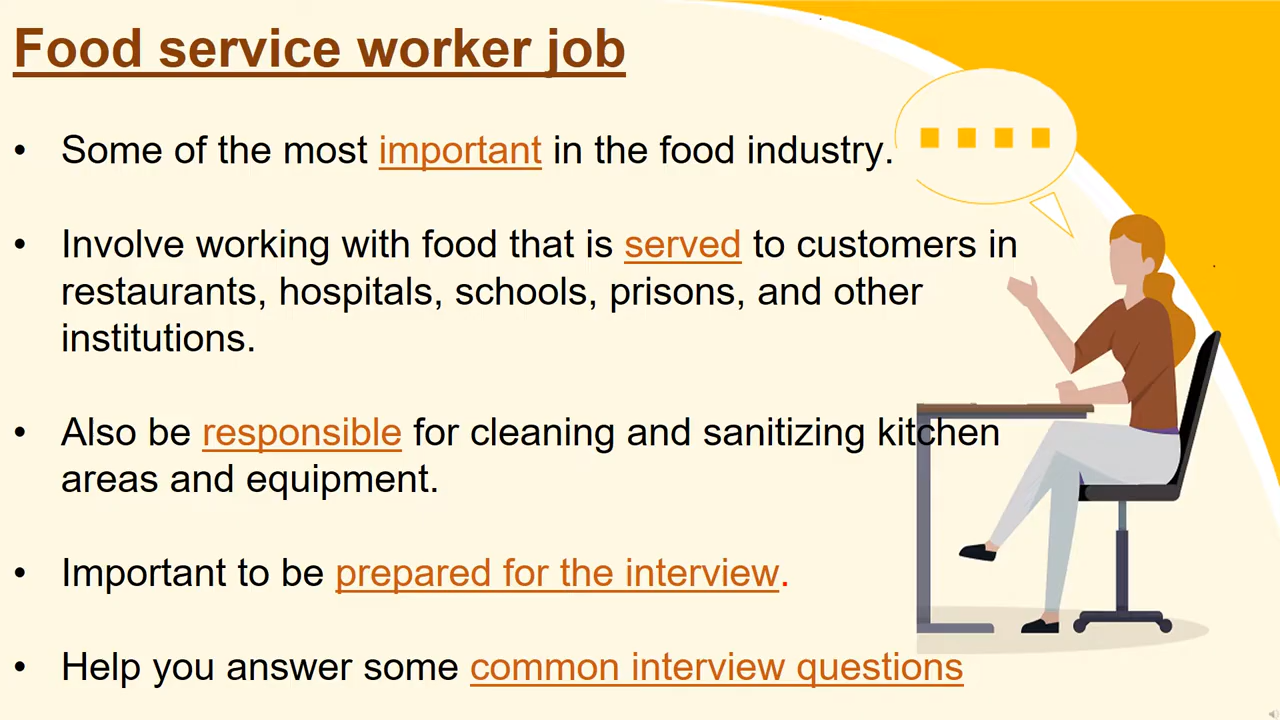 Food service worker job
• Some of the most important in the food industry.
• Involve working with food that is served to customers in
restaurants, hospitals, schools, prisons, and other
institutions.
• Also be responsible for cleaning and sanitizing kitchen
areas and equipment.
• Important to be prepared for the interview.
• Help you answer some common interview questions